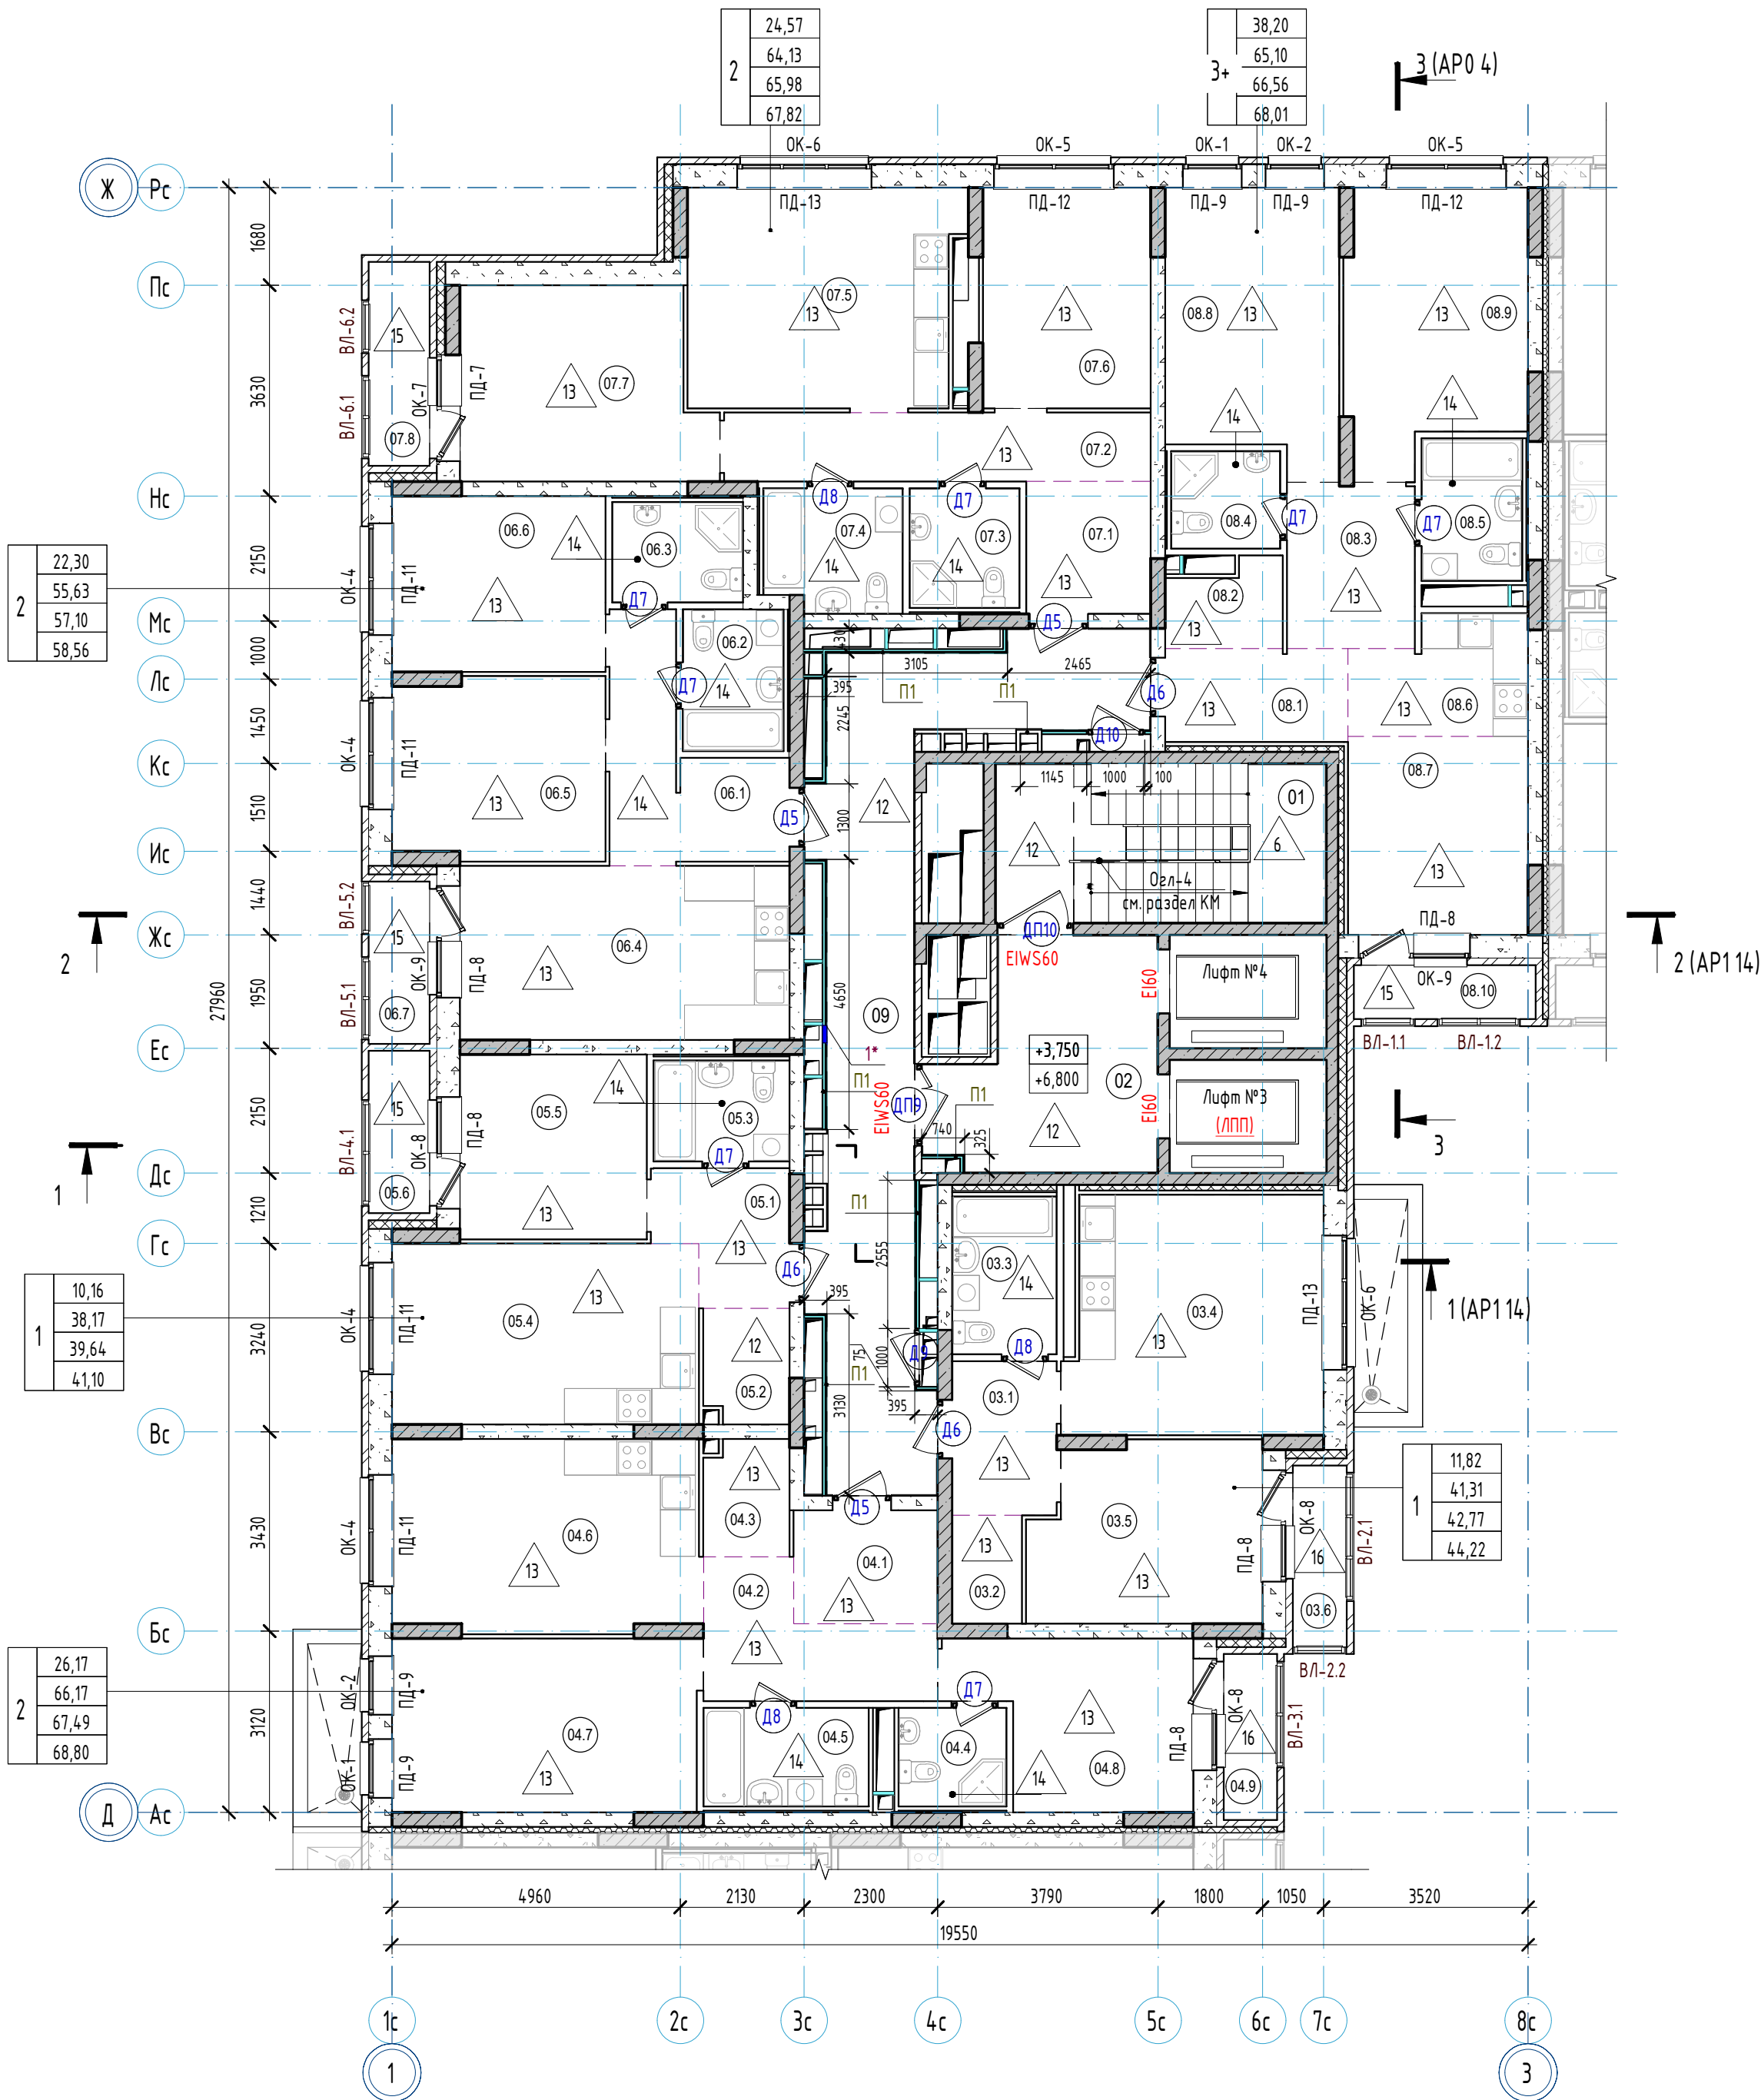 24,57
2
64,13
65,98
67,82
38,20
3+
65,10
66,56
68,01
3 (АР0 4)
ОК-6
ОК-5
ОК-1
ОК-2
ОК-5
Ж
Рс
ПД-13
ПД-12
ПД-9
ПД-9
ПД-12
1680
Пс
07.5
13
13
08.8
13
13
08.9
ВЛ-6.2
15
3630
13
07.7
07.6
ПД-7
ОК-7
ВЛ-6.1
07.8
14
14
13
07.2
Нс
Д8
Д7
Д7
Д7
08.4
08.5
06.6
14
06.3
07.4
07.3
07.1
08.3
22,30
2
55,63
57,10
58,56
2150
ОК-4
ПД-11
13
Д7
14
14
13
13
08.2
Мс
Д5
13
06.2
430
1000
3105
2465
Лс
Д7
14
395
П1
П1
Д6
13
08.1
13
08.6
2245
Д10
1450
ОК-4
ПД-11
Кс
08.7
1145
1000
100
13
06.5
14
06.1
01
1510
Д5
1300
12
12
6
Ис
13
Огл-4
см. раздел КМ
ВЛ-5.2
1440
ПД-8
2
Жс
15
06.4
ДП10
EIWS60
2 (АР1 14)
13
ОК-9
ПД-8
Лифт №4
EI60
ОК-9
15
08.10
27960
1950
ВЛ-5.1
06.7
4650
09
ВЛ-1.1
ВЛ-1.2
Ес
1*
+3,750
+6,800
02
14
П1
Лифт №3
(ЛПП)
EI60
15
05.5
05.3
EIWS60
ДП9
П1
12
2150
ВЛ-4.1
ОК-8
ПД-8
740
325
3
Д7
Дс
1
05.6
05.1
П1
1210
13
13
Гс
Д6
2555
03.3
14
ПД-13
ОК-6
1 (АР1 14)
10,16
1
38,17
39,64
41,10
13
395
05.4
03.4
3240
ОК-4
ПД-11
12
Д9
Д8
13
75
1000
П1
05.2
03.1
3130
395
Вс
Д6
11,82
1
41,31
42,77
44,22
13
13
ОК-8
Д5
04.6
04.3
03.5
3430
ОК-4
ПД-11
ВЛ-2.1
13
16
ПД-8
04.1
13
04.2
03.2
13
03.6
13
Бс
13
26,17
2
66,17
67,49
68,80
ВЛ-2.2
ОК-2
ПД-9
Д7
ОК-8
13
Д8
ВЛ-3.1
3120
04.7
04.5
04.4
ПД-8
16
13
14
14
04.8
04.9
ОК-1
ПД-9
Д
Ас
4960
2130
2300
3790
1800
1050
3520
19550
1с
2с
3с
4с
5с
6с
7с
8с
1
3